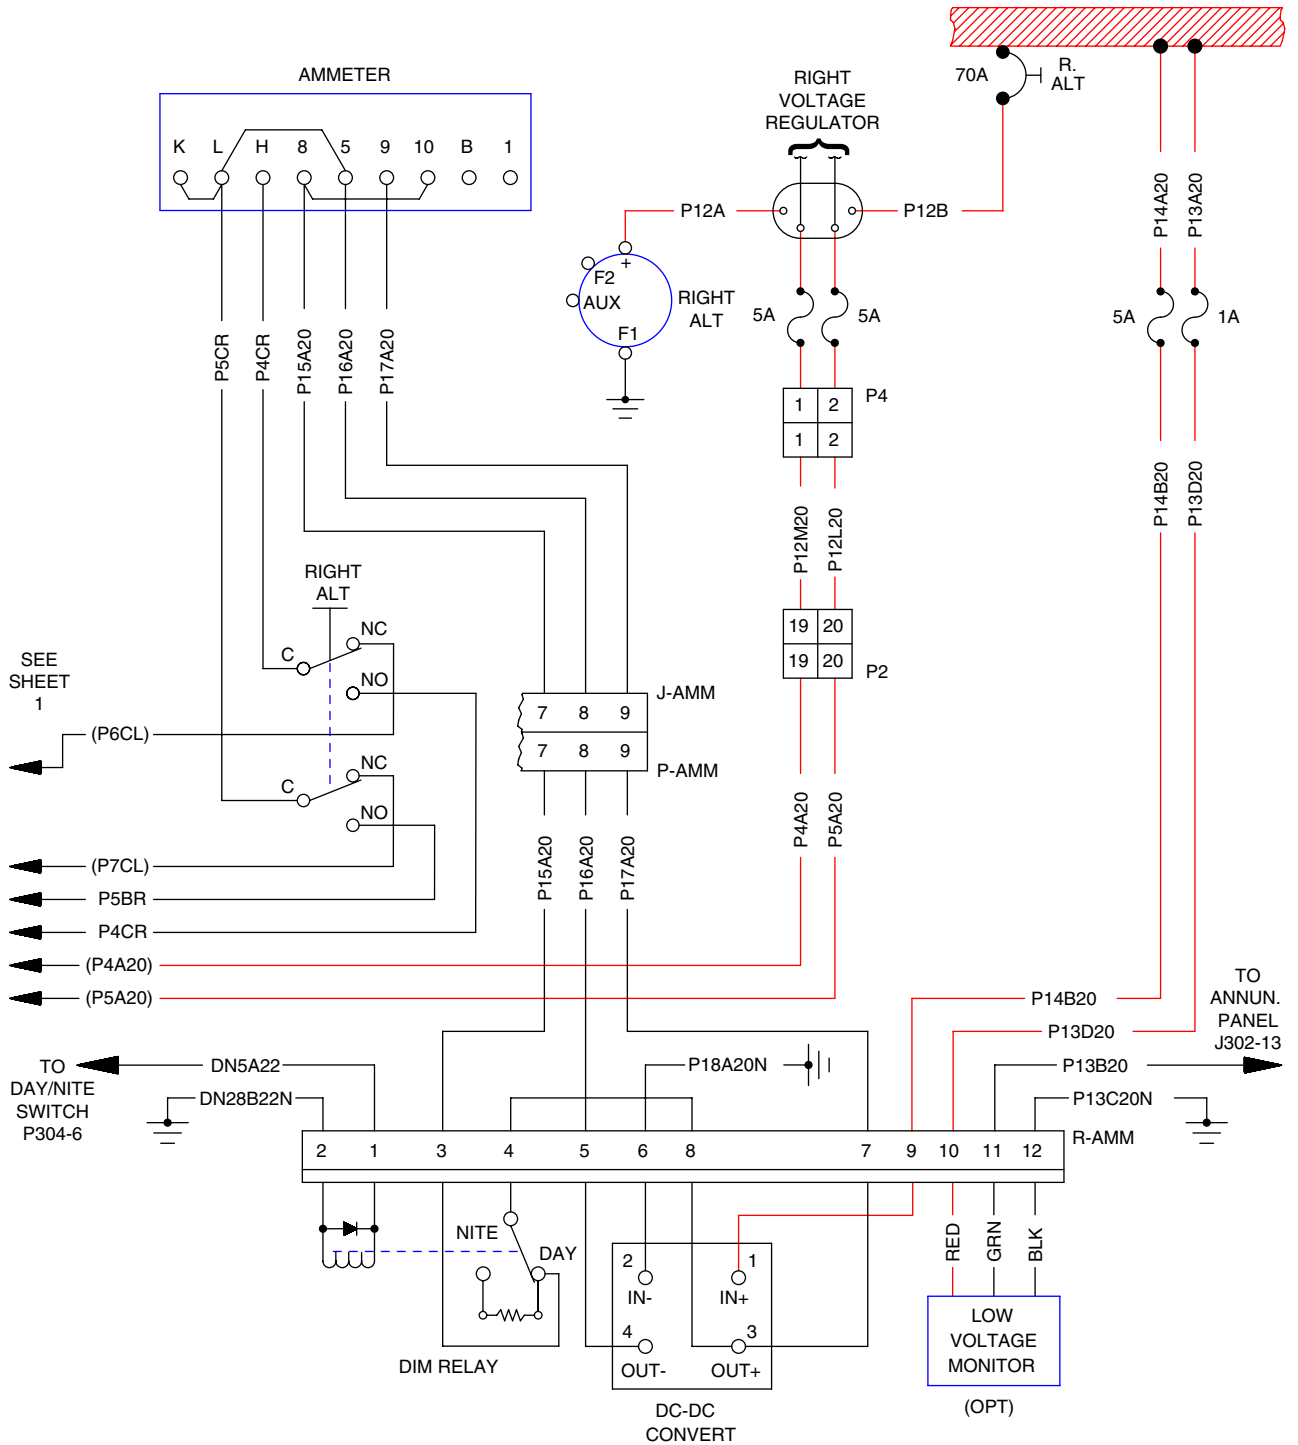 AMMETER
K L H 8 5 9 10 B 1
RIGHT
VOLTAGE
REGULATOR
70A
R.
ALT
P12A
P12B
P14A20
P13A20
F2
+
AUX
F1
RIGHT
ALT
5A
5A
5A
1A
P5CR
P4CR
P15A20
P16A20
P17A20
1 2
1 2
P4
P14B20
P13D20
P12M20
P12L20
RIGHT
ALT
NC
C
NO
19 20
19 20
P2
SEE
SHEET
1
(P6CL)
NC
C
NO
7 8 9
J-AMM
7 8 9
P-AMM
P4A20
P5A20
P15A20
P16A20
P17A20
(P7CL)
P5BR
P4CR
(P4A20)
(P5A20)
P14B20
P13D20
TO
ANNUN.
PANEL
J302-13
P13B20
P13C20N
P18A20N
TO
DAY/NITE
SWITCH
P304-6
DN5A22
DN28B22N
2 1 3 4 5 6 8 7 9 10 11 12
R-AMM
NITE
DAY
DIM RELAY
2
IN-
1
IN+
4
OUT-
3
OUT+
DC-DC
CONVERT
RED
GRN
BLK
LOW
VOLTAGE
MONITOR
(OPT)